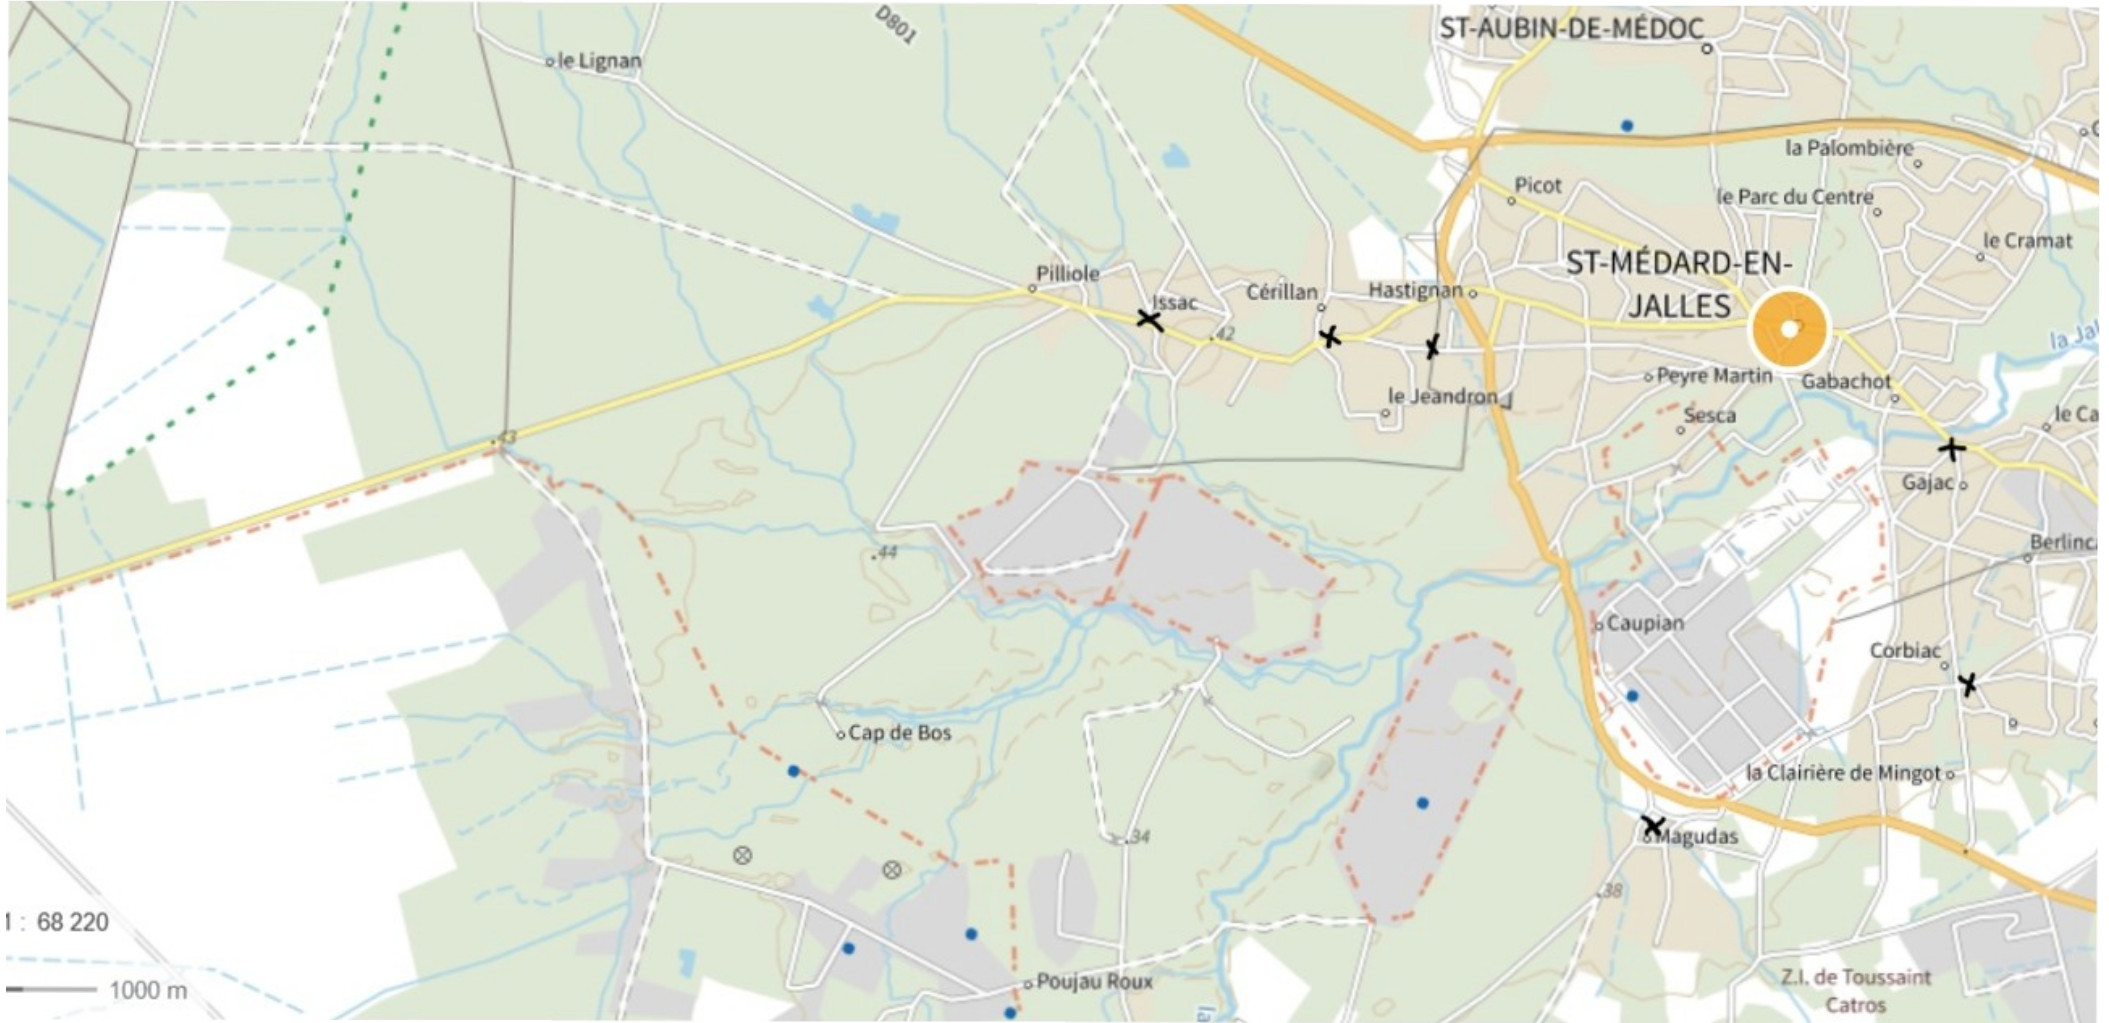 D801
ST-AUBIN-DE-MÉDOC
le Lignan
la Palombière
Picot
le Parc du Centre
le Cramat
ST-MÉDARD-EN-
JALLES
Pilliole
Issac
Cérillan
Hastignan
42
la Jal
Peyre Martin
Gabachot
le Jeandron
Sesca
le Ca
43
Gajac
44
Berlinc
Caupian
Corbiac
Cap de Bos
la Clairière de Mingot
34
Magudas
38
1 : 68 220
1000 m
Poujau Roux
Z.I. de Toussaint
Catros
la